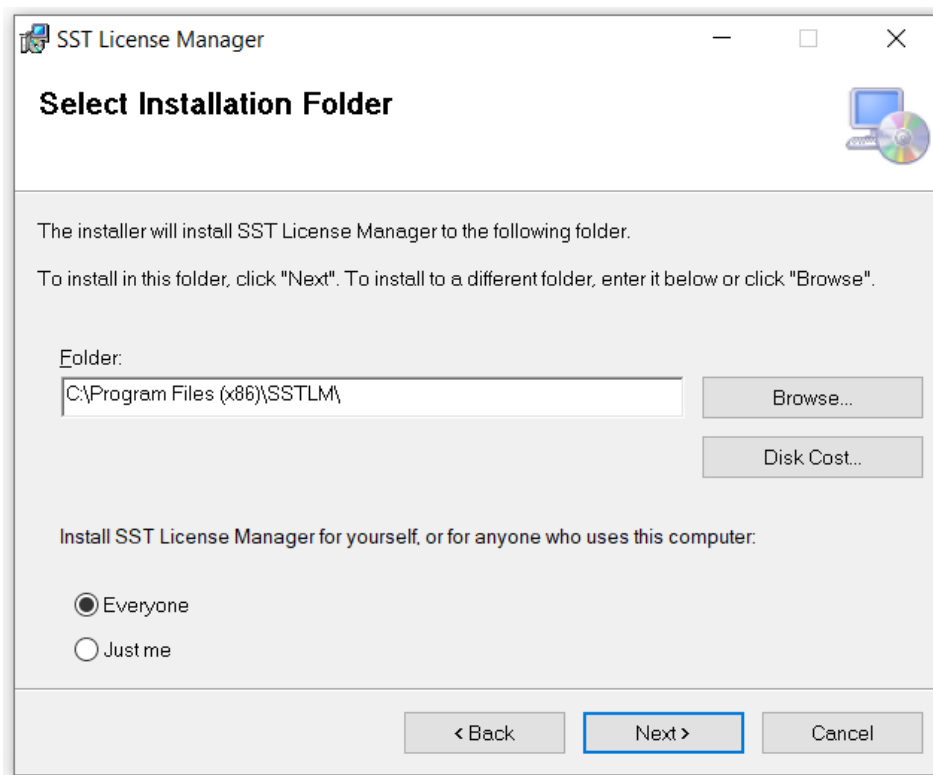 SST License Manager
Select Installation Folder
The installer will install SST License Manager to the following folder.
To install in this folder, click "Next". To install to a different folder, enter it below or click "Browse".
Folder:
C:\Program Files (x86)\SSTLM\
Browse...
Disk Cost...
Install SST License Manager for yourself, or for anyone who uses this computer:
Everyone
Just me
< Back
Next >
Cancel